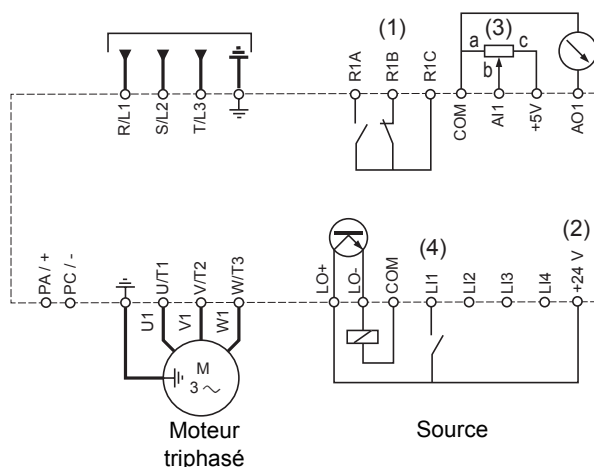 (1)
(3)
a
c
b
R/L1
S/L2
T/L3
R1A
R1B
R1C
COM
AI1
+5V
AO1
(4)
(2)
PA / +
PC / -
U/T1
V/T2
W/T3
LO+
LO-
COM
LI1
LI2
LI3
LI4
+24 V
U1
V1
W1
M
3 ~
Moteur
triphasé
Source